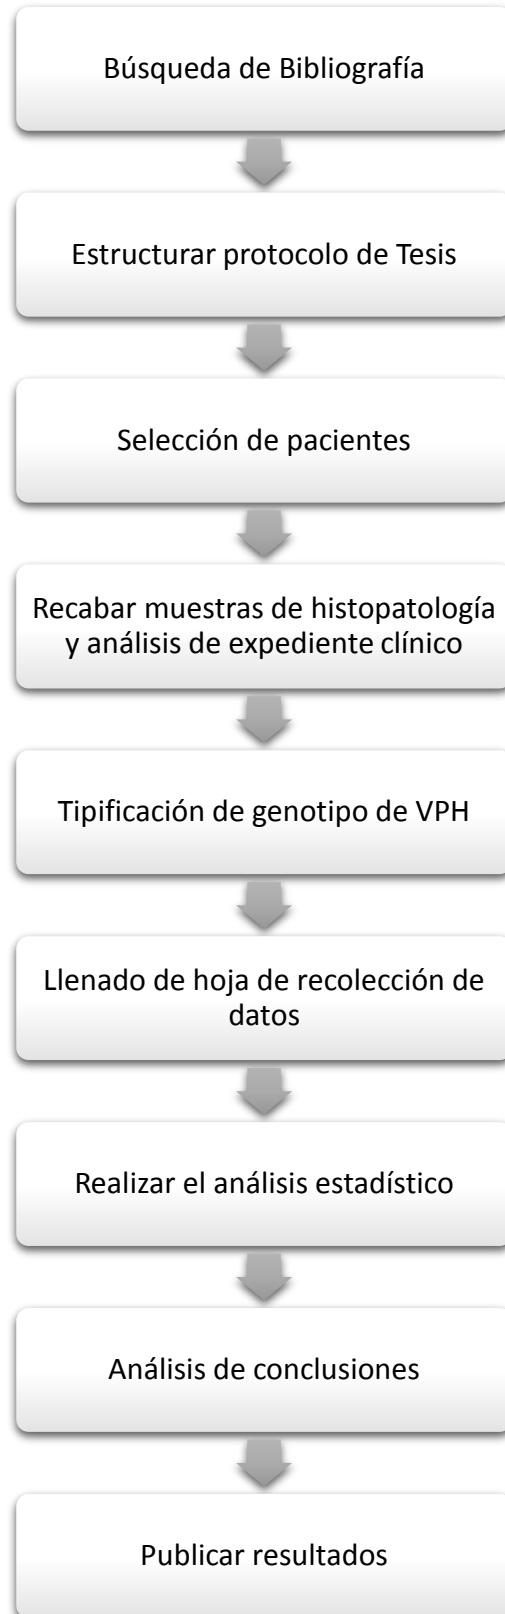 Búsqueda de Bibliografía
Estructurar protocolo de Tesis
Selección de pacientes
Recabar muestras de histopatología
y análisis de expediente clínico
Tipificación de genotipo de VPH
Llenado de hoja de recolección de
datos
Realizar el análisis estadístico
Análisis de conclusiones
Publicar resultados